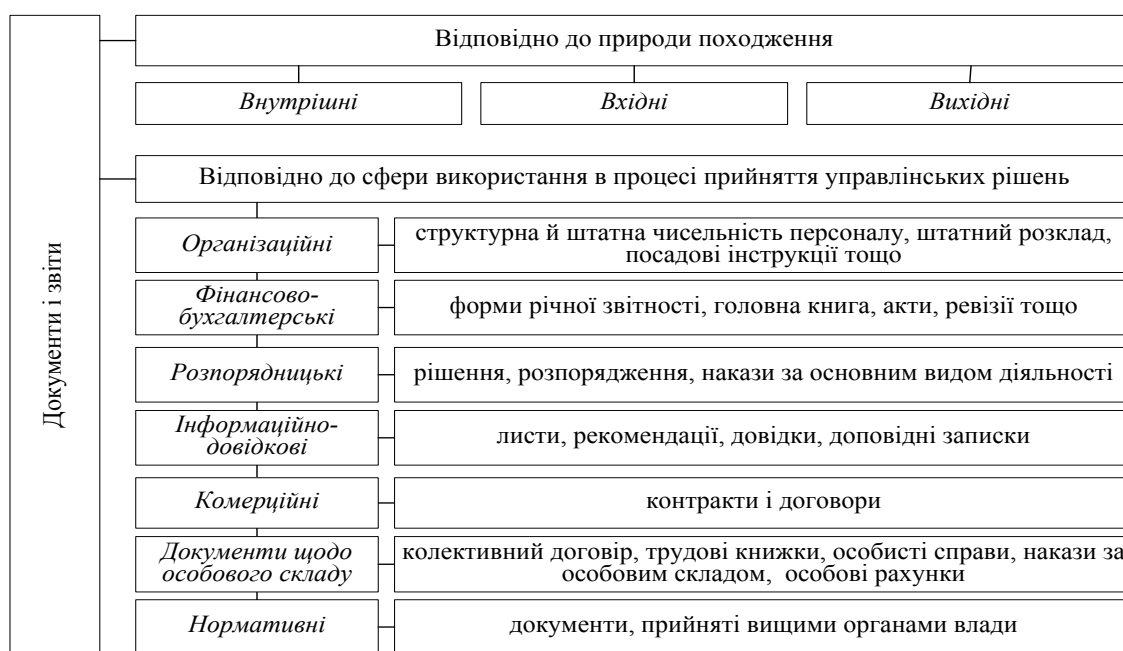 Документи і звіти
Відповідно до природи походження
Внутрішні
Вхідні
Вихідні
Відповідно до сфери використання в процесі прийняття управлінських рішень
Організаційні
структурна й штатна чисельність персоналу, штатний розклад,
посадові інструкції тощо
Фінансово-
бухгалтерські
форми річної звітності, головна книга, акти, ревізії тощо
Розпорядницькі
рішення, розпорядження, накази за основним видом діяльності
Інформаційно-
довідкові
листи, рекомендації, довідки, доповідні записки
Комерційні
контракти і договори
Документи щодо
особового складу
колективний договір, трудові книжки, особисті справи, накази за
особовим складом, особові рахунки
Нормативні
документи, прийняті вищими органами влади